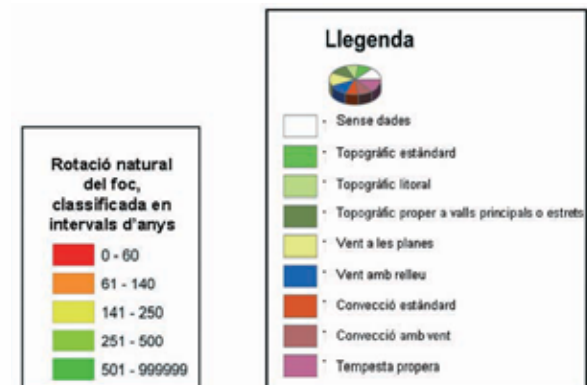 Rotació natural
del foc,
classificada en
intervals d'anys
0 - 60
61 - 140
141 - 250
251 - 500
501 - 999999
Llegenda
Sense dades
Topogràfic estàndard
Topogràfic litoral
Topogràfic proper a valls principals o estrets
Vent a les planes
Vent amb relleu
Convecció estàndard
Convecció amb vent
Tempesta propera